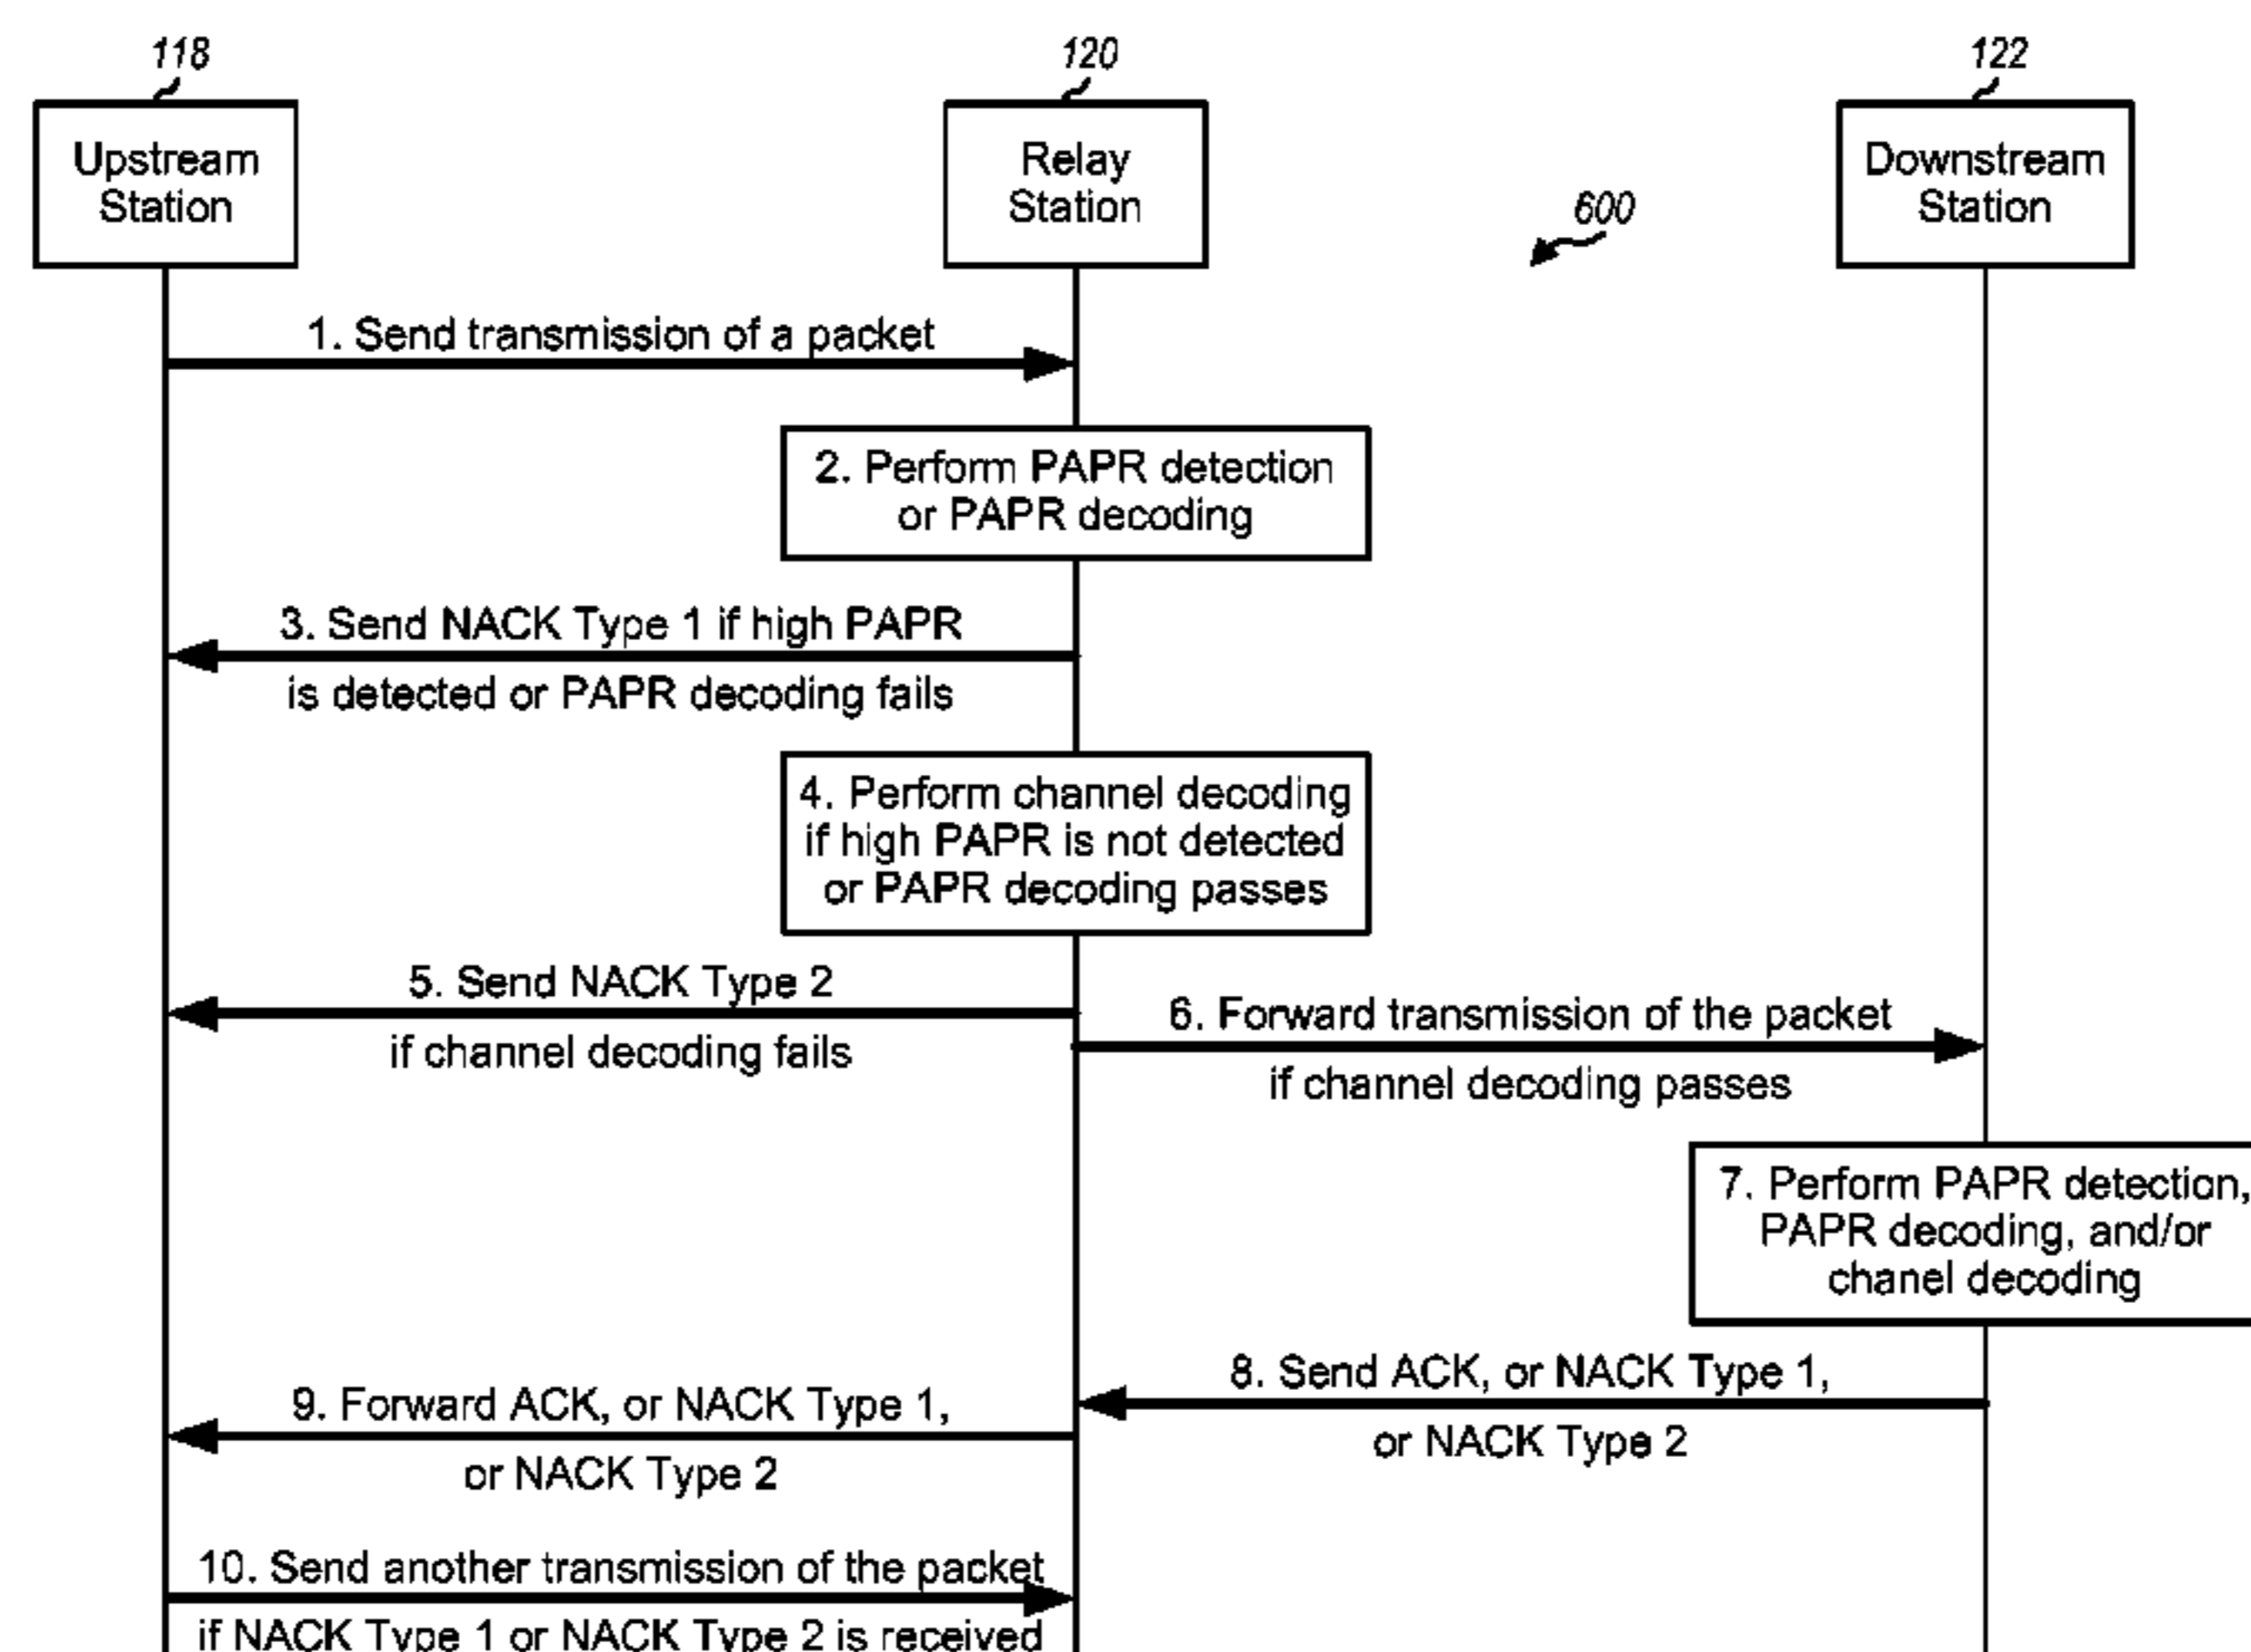 118
120
122
Upstream
Station
Relay
Station
Downstream
Station
600
1. Send transmission of a packet
2. Perform PAPR detection
or PAPR decoding
3. Send NACK Type 1 if high PAPR
is detected or PAPR decoding fails
4. Perform channel decoding
if high PAPR is not detected
or PAPR decoding passes
5. Send NACK Type 2
if channel decoding fails
6. Forward transmission of the packet
if channel decoding passes
7. Perform PAPR detection,
PAPR decoding, and/or
chanel decoding
8. Send ACK, or NACK Type 1,
or NACK Type 2
9. Forward ACK, or NACK Type 1,
or NACK Type 2
10. Send another transmission of the packet
if NACK Type 1 or NACK Type 2 is received